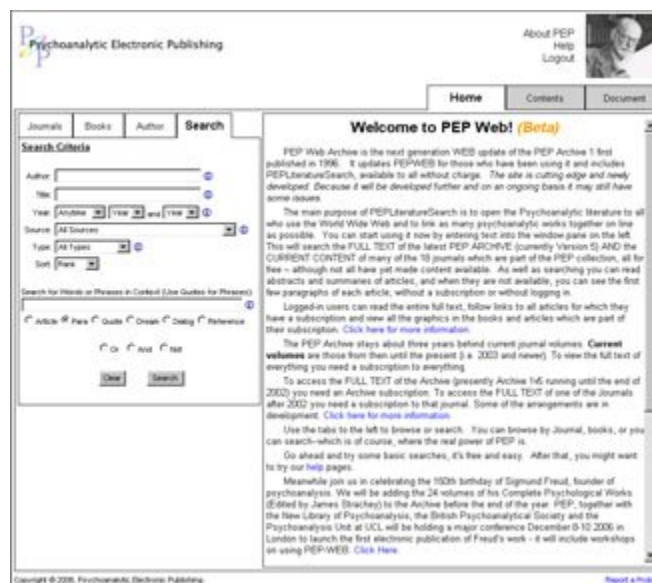 Psychoanalytic Electronic Publishing
About PEP
Help
Logout
Home
Contents
Document
Journals
Books
Author
Search
Search Criteria
Author:
Title:
Year: Anytime Year and Year
Source: All Sources
Type: All Types
Sort: Rank
Search for Words or Phrases in Context (Use Quotes for Phrases)
Article Para Quote Dream Dialog Reference
Or And Not
Clear Search
Welcome to PEP Web! (Beta)
PEP Web Archive is the next generation WEB update of the PEP Archive 1 first
published in 1996. It updates PEPWEB for those who have been using it and includes
PEPLiteratureSearch, available to all without charge. The site is cutting edge and newly
developed. Because it will be developed further and on an ongoing basis it may still have
some issues.
The main purpose of PEPLiteratureSearch is to open the Psychoanalytic literature to all
who use the World Wide Web and to link as many psychoanalytic works together on line
as possible. You can start using it now by entering text into the window pane on the left.
This will search the FULL TEXT of the latest PEP ARCHIVE (currently Version 5) AND the
CURRENT CONTENT of many of the 18 journals which are part of the PEP collection, all for
free – although not all have yet made content available. As well as searching you can read
abstracts and summaries of articles, and when they are not available, you can see the first
few paragraphs of each article, without a subscription or without logging in.
Logged-in users can read the entire full text, follow links to all articles for which they
have a subscription and view all the graphics in the books and articles which are part of
their subscription. Click here for more information.
The PEP Archive stays about three years behind current journal volumes. Current
volumes are those from then until the present (i.e. 2003 and newer). To view the full text of
everything you need a subscription to everything.
To access the FULL TEXT of the Archive (presently Archive 1v5 running until the end of
2002) you need an Archive subscription. To access the FULL TEXT of one of the Journals
after 2002 you need a subscription to that journal. Some of the arrangements are in
development. Click here for more information.
Use the tabs to the left to browse or search. You can browse by Journal, books, or you
can search--which is of course, where the real power of PEP is.
Go ahead and try some basic searches, it's free and easy. After that, you might want
to try our help pages.
Meanwhile join us in celebrating the 150th birthday of Sigmund Freud, founder of
psychoanalysis. We will be adding the 24 volumes of his Complete Psychological Works
(Edited by James Strachey) to the Archive before the end of the year. PEP, together with
the New Library of Psychoanalysis, the British Psychoanalytical Society and the
Psychoanalysis Unit at UCL will be holding a major conference December 8-10 2006 in
London to launch the first electronic publication of Freud's work - it will include workshops
on using PEP-WEB. Click Here.
Copyright © 2006, Psychoanalytic Electronic Publishing.
Report a Prob